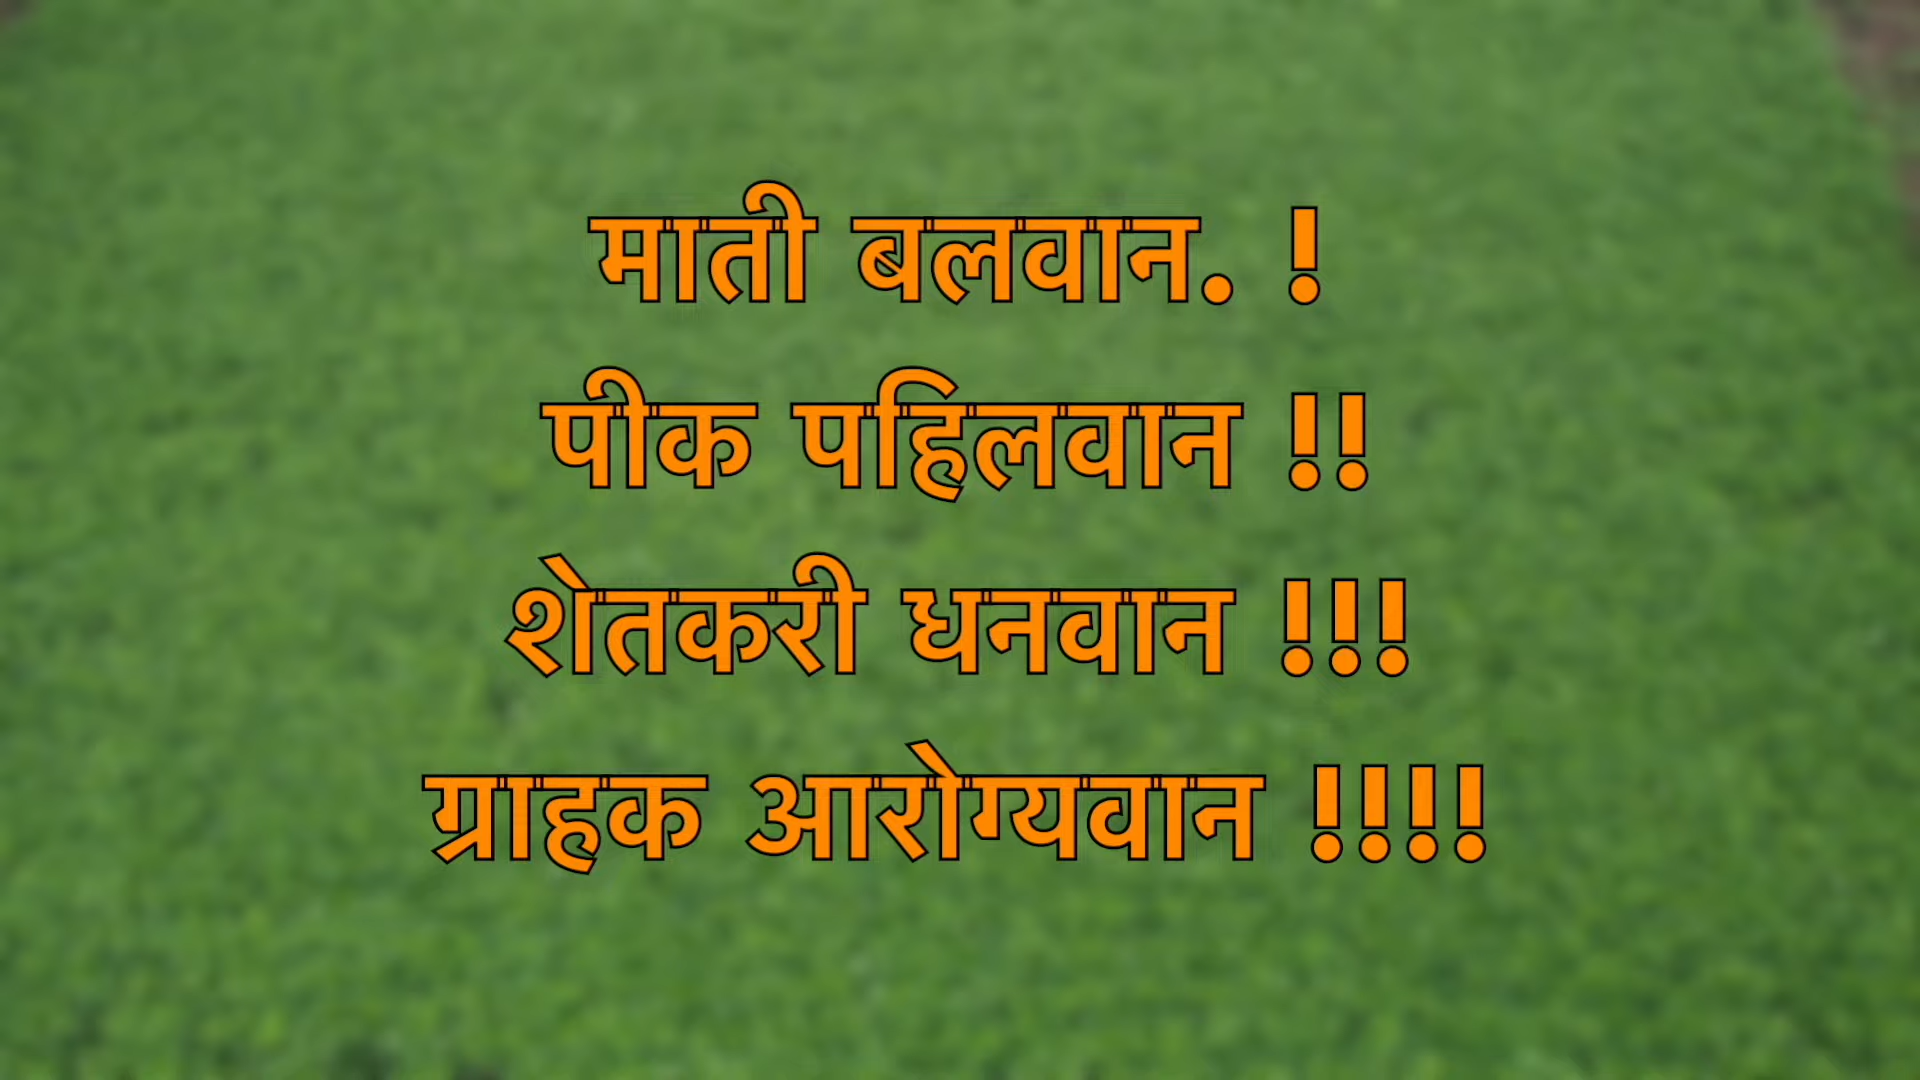 माती बलवान. !
पीक पहिलवान !!
शेतकरी धनवान !!!
ग्राहक आरोग्यवान !!!!